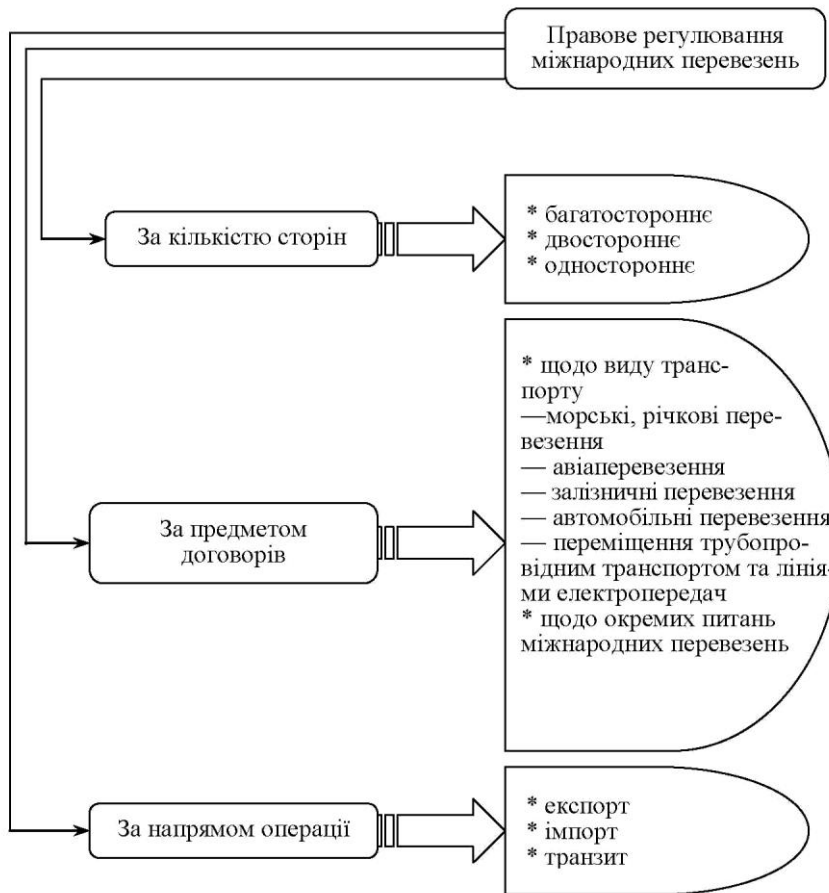 Правове регулювання
міжнародних перевезень
За кількістю сторін
* багатостороннє
* двостороннє
* одностороннє
За предметом
договорів
* щодо виду транс-
порту
—морські, річкові пере-
везення
— авіаперевезення
— залізничні перевезення
— автомобільні перевезення
— переміщення трубопро-
відним транспортом та лінія-
ми електропередач
* щодо окремих питань
міжнародних перевезень
За напрямом операції
* експорт
* імпорт
* транзит